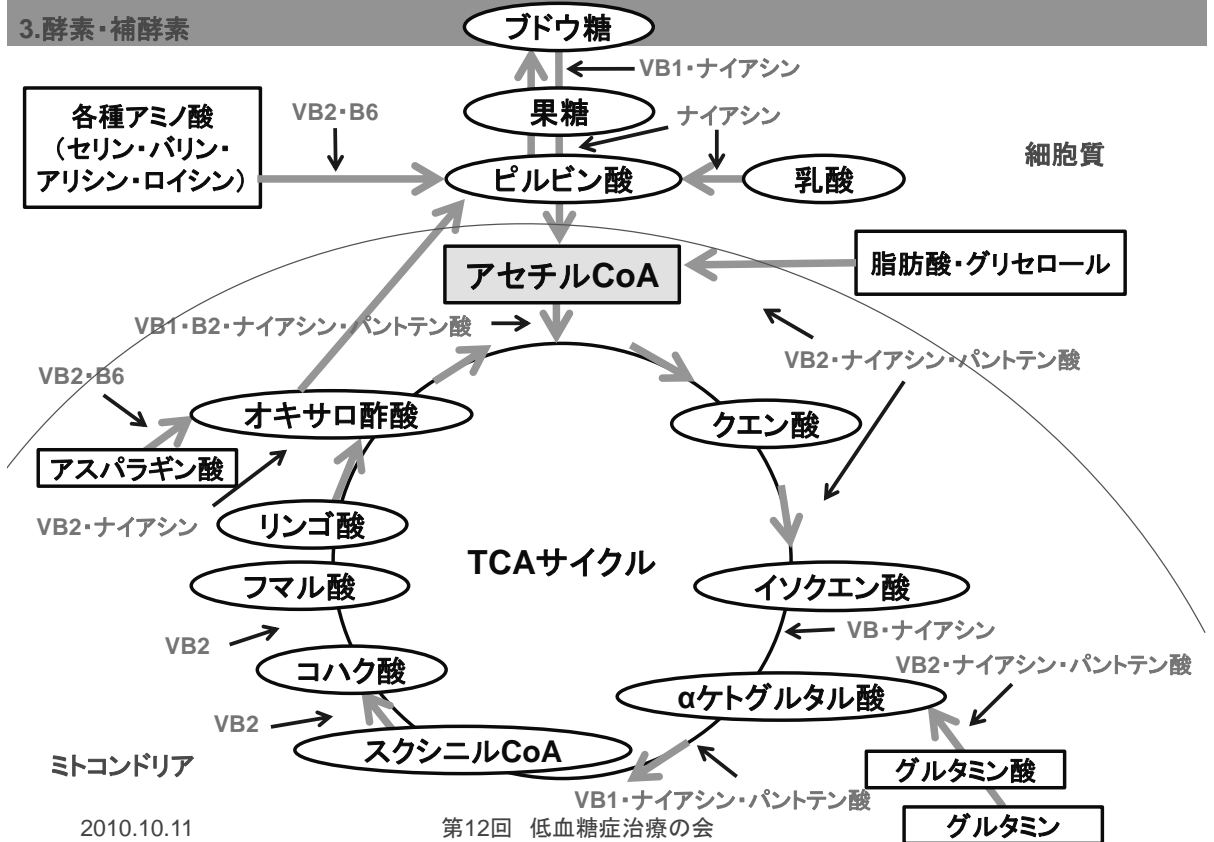 3.酵素・補酵素
ブドウ糖
VB1・ナイアシン
各種アミノ酸
（セリン・バリン・
アリシン・ロイシン）
VB2・B6
果糖
ナイアシン
細胞質
ピルビン酸
乳酸
アセチルCoA
脂肪酸・グリセロール
VB1・B2・ナイアシン・パントテン酸
VB2・ナイアシン・パントテン酸
VB2・B6
オキサロ酢酸
クエン酸
アスパラギン酸
VB2・ナイアシン
リンゴ酸
TCAサイクル
フマル酸
イソクエン酸
VB・ナイアシン
VB2
VB2・ナイアシン・パントテン酸
コハク酸
αケトグルタル酸
VB2
スクシニルCoA
ミトコンドリア
グルタミン酸
VB1・ナイアシン・パントテン酸
2010.10.11
第12回 低血糖症治療の会
グルタミン